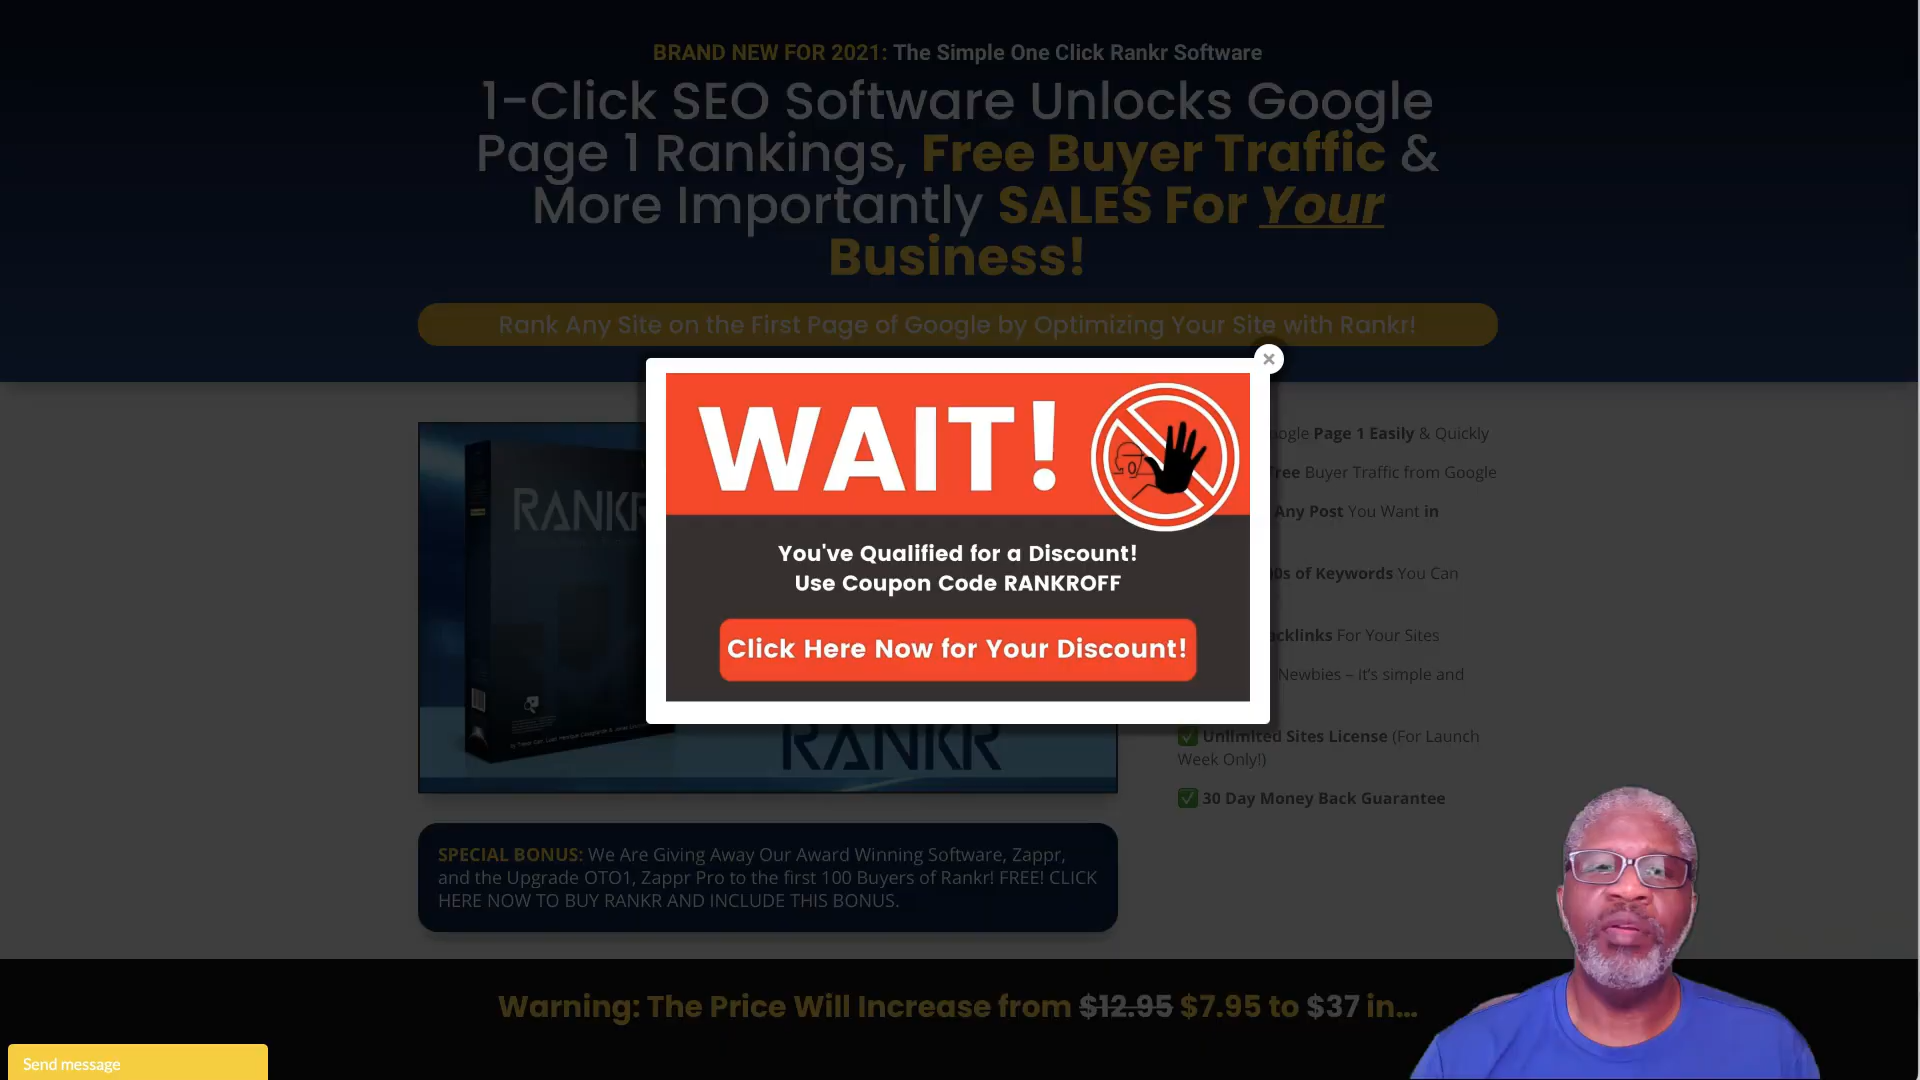 BRAND NEW FOR 2021: The Simple One Click Rankr Software
1-Click SEO Software Unlocks Google
Page 1 Rankings, Free Buyer Traffic &
More Importantly SALES For Your
Business!
Rank Any Site on the First Page of Google by Optimizing Your Site with Rankr!
WAIT!
You've Qualified for a Discount!
Use Coupon Code RANKROFF
Click Here Now for Your Discount!
RANKR
RANKR
Page 1 Easily & Quickly
Buyer Traffic from Google
Any Post You Want in
of Keywords You Can
For Your Sites
Newbies – It's simple and
✅ Unlimited Sites License (For Launch
Week Only!)
✅ 30 Day Money Back Guarantee
SPECIAL BONUS: We Are Giving Away Our Award Winning Software, Zappr,
and the Upgrade OTO1, Zappr Pro to the first 100 Buyers of Rankr! FREE! CLICK
HERE NOW TO BUY RANKR AND INCLUDE THIS BONUS.
Warning: The Price Will Increase from $12.95 $7.95 to $37 in...
Send message